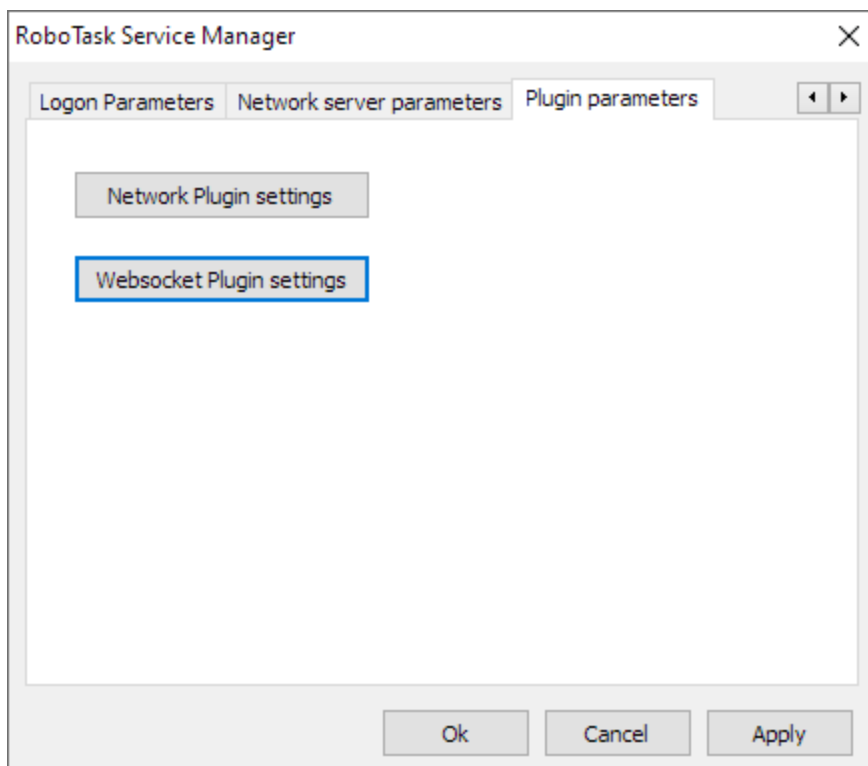 RoboTask Service Manager
Logon Parameters Network server parameters Plugin parameters
Network Plugin settings
Websocket Plugin settings
Ok Cancel Apply